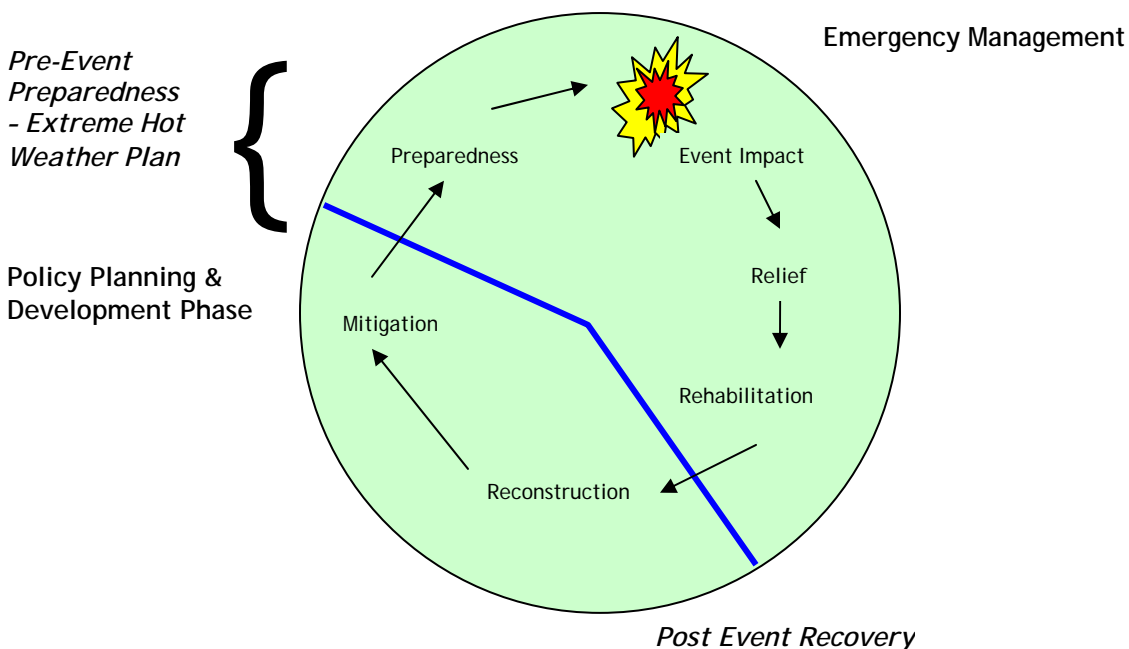 Emergency Management
Pre-Event
Preparedness
- Extreme Hot
Weather Plan
Preparedness
Event Impact
Policy Planning &
Development Phase
Relief
Mitigation
Rehabilitation
Reconstruction
Post Event Recovery